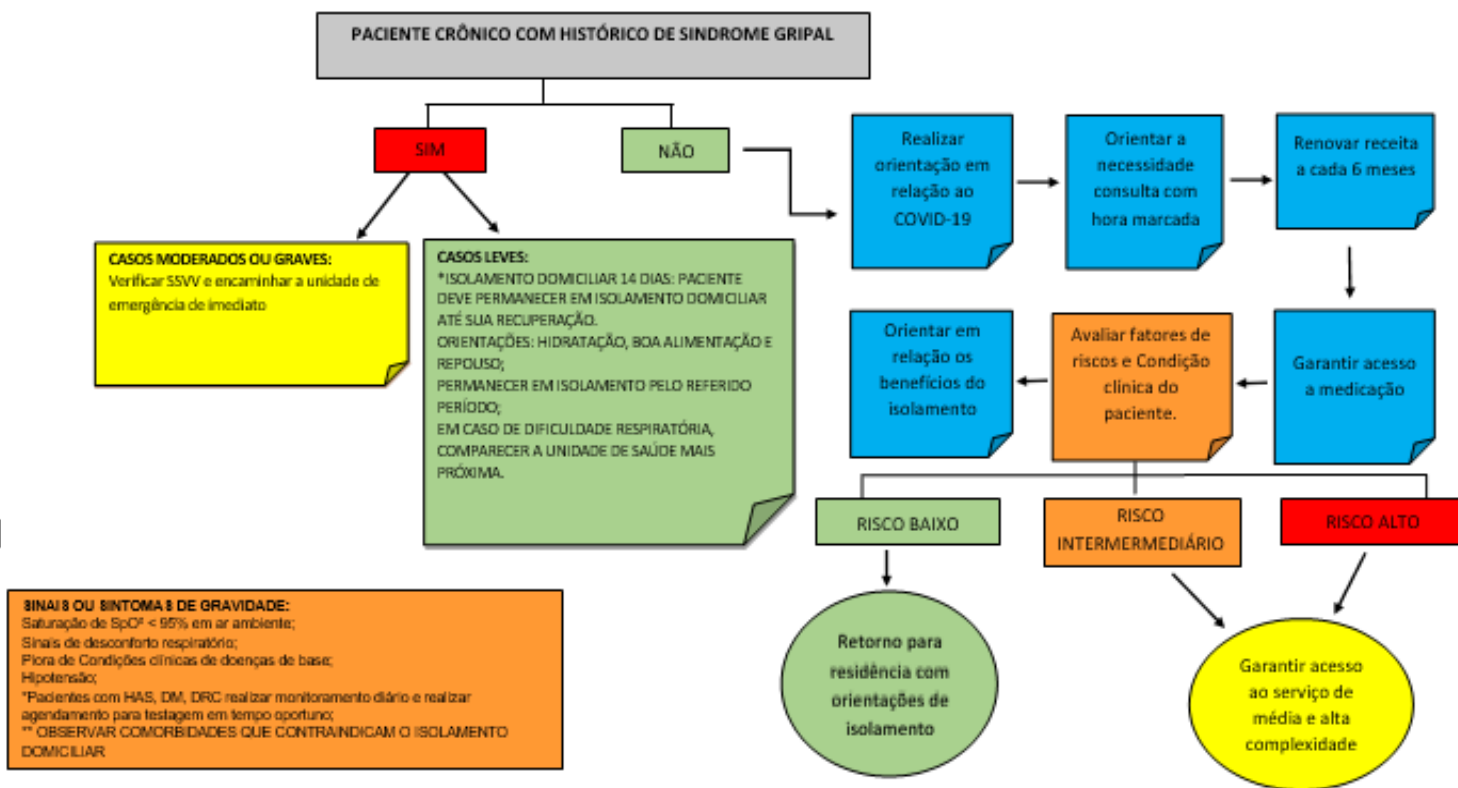 PACIENTE CRÔNICO COM HISTÓRICO DE SINDROME GRIPAL
SIM
NÃO
Realizar
orientação em
relação ao
COVID-19
Orientar a
necessidade
consulta com
hora marcada
Renovar receita
a cada 6 meses
CASOS MODERADOS OU GRAVES:
Verificar SSVV e encaminhar a unidade de
emergência de imediato
CASOS LEVES:
*ISOLAMENTO DOMICILIAR 14 DIAS: PACIENTE
DEVE PERMANECER EM ISOLAMENTO DOMICILIAR
ATÉ SUA RECUPERAÇÃO.
ORIENTAÇÕES: HIDRATAÇÃO, BOA ALIMENTAÇÃO E
REPOUSO;
PERMANECER EM ISOLAMENTO PELO REFERIDO
PERÍODO;
EM CASO DE DIFICULDADE RESPIRATÓRIA,
COMPARECER A UNIDADE DE SAÚDE MAIS
PRÓXIMA.
Orientar em
relação os
benefícios do
isolamento
Avaliar fatores de
riscos e Condição
clínica do
paciente.
Garantir acesso
a medicação
RISCO BAIXO
RISCO
INTERMERMEDIÁRIO
RISCO ALTO
Retorno para
residência com
orientações de
isolamento
Garantir acesso
ao serviço de
média e alta
complexidade
SINAIS OU SINTOMAS DE GRAVIDADE:
Saturação de SpO² < 95% em ar ambiente;
Sinais de desconforto respiratório;
Piora de Condições clínicas de doenças de base;
Hipotensão;
*Pacientes com HAS, DM, DRC realizar monitoramento diário e realizar
agendamento para testagem em tempo oportuno;
** OBSERVAR COMORBIDADES QUE CONTRAINDICAM O ISOLAMENTO
DOMICILIAR